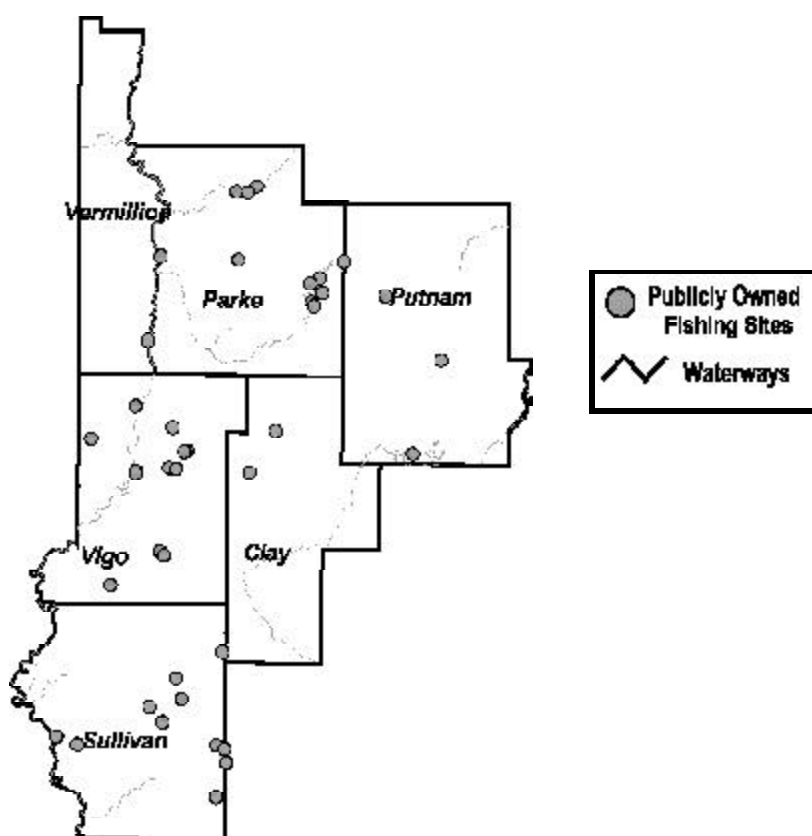 Vermillion
Parke
Putnam
Publicly Owned
Fishing Sites
Waterways
Vigo
Clay
Sullivan